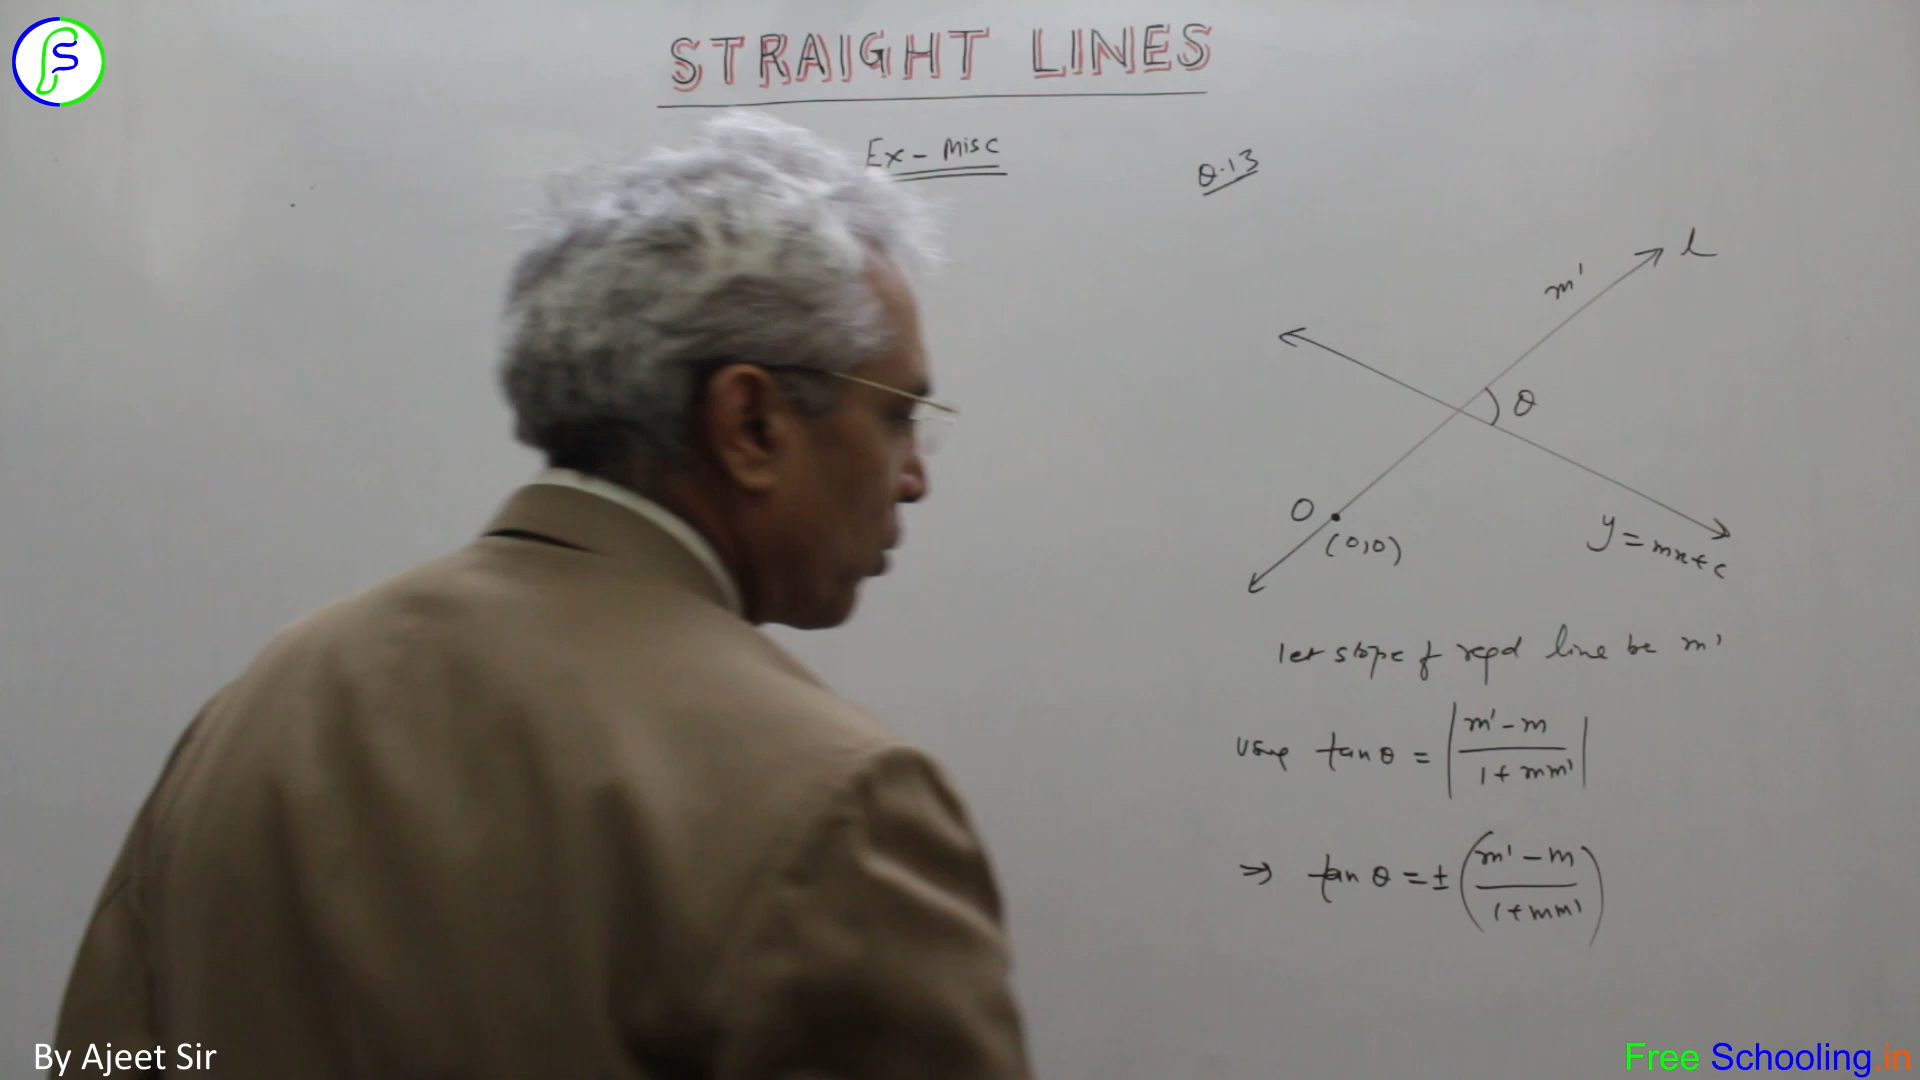 STRAIGHT LINES
Ex - Misc
Q.13
l
m'
θ
O
(0,0)
y = mx + c
let slope of reqd line be m'
using tan θ = | m' - m / 1 + mm' |
⇒ tan θ = ± ( m' - m / 1 + mm' )
By Ajeet Sir
Free Schooling.in